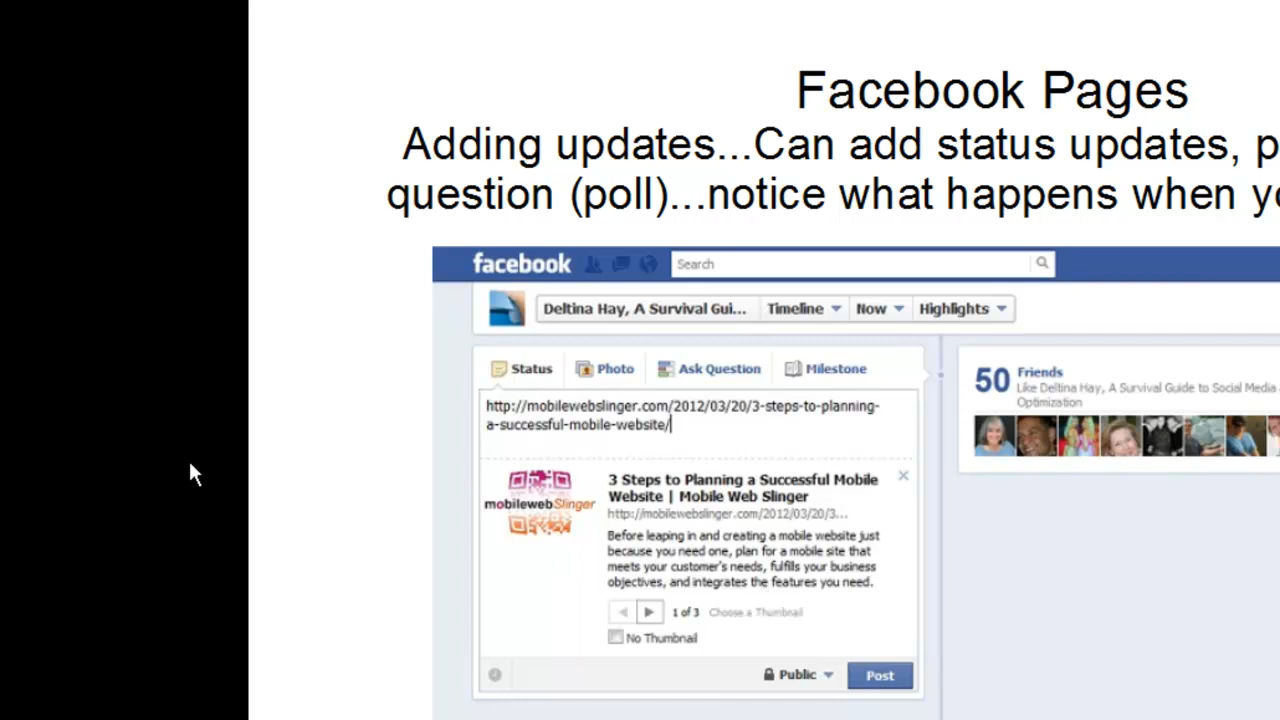 Facebook Pages
Adding updates...Can add status updates, p
question (poll)...notice what happens when yo
facebook
Search
Deltina Hay, A Survival Gui... Timeline Now Highlights
Status Photo Ask Question Milestone
http://mobilewebslinger.com/2012/03/20/3-steps-to-planning-
a-successful-mobile-website/
50 Friends
Like Deltina Hay, A Survival Guide to Social Media a
Optimization
mobilewebSlinger
3 Steps to Planning a Successful Mobile
Website | Mobile Web Slinger
http://mobilewebslinger.com/2012/03/20/3...
Before leaping in and creating a mobile website just
because you need one, plan for a mobile site that
meets your customer's needs, fulfills your business
objectives, and integrates the features you need.
1 of 3 Choose a Thumbnail
No Thumbnail
Public Post